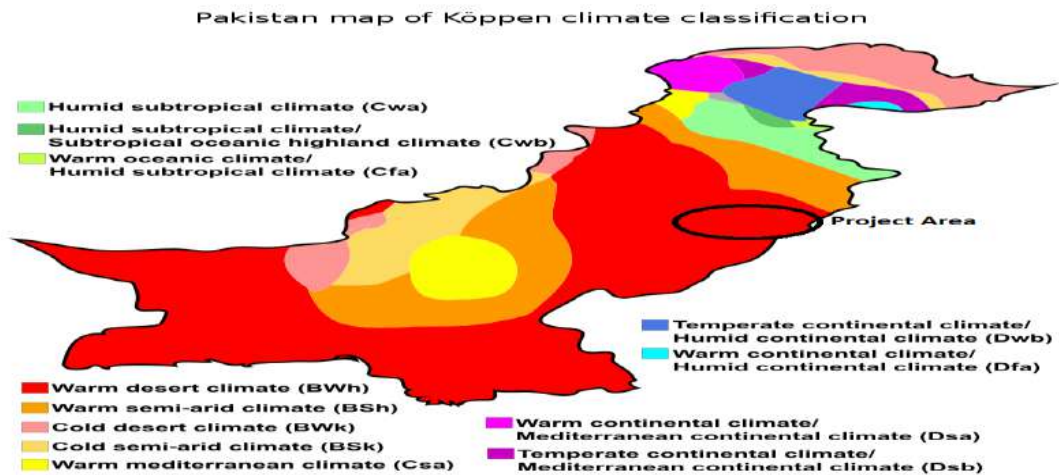 Pakistan map of Köppen climate classification
Humid subtropical climate (Cwa)
Humid subtropical climate/
Subtropical oceanic highland climate (Cwb)
Warm oceanic climate/
Humid subtropical climate (Cfa)
Project Area
Temperate continental climate/
Humid continental climate (Dwb)
Warm continental climate/
Humid continental climate (Dfa)
Warm desert climate (BWh)
Warm semi-arid climate (BSh)
Cold desert climate (BWk)
Cold semi-arid climate (BSk)
Warm mediterranean climate (Csa)
Warm continental climate/
Mediterranean continental climate (Dsa)
Temperate continental climate/
Mediterranean continental climate (Dsb)